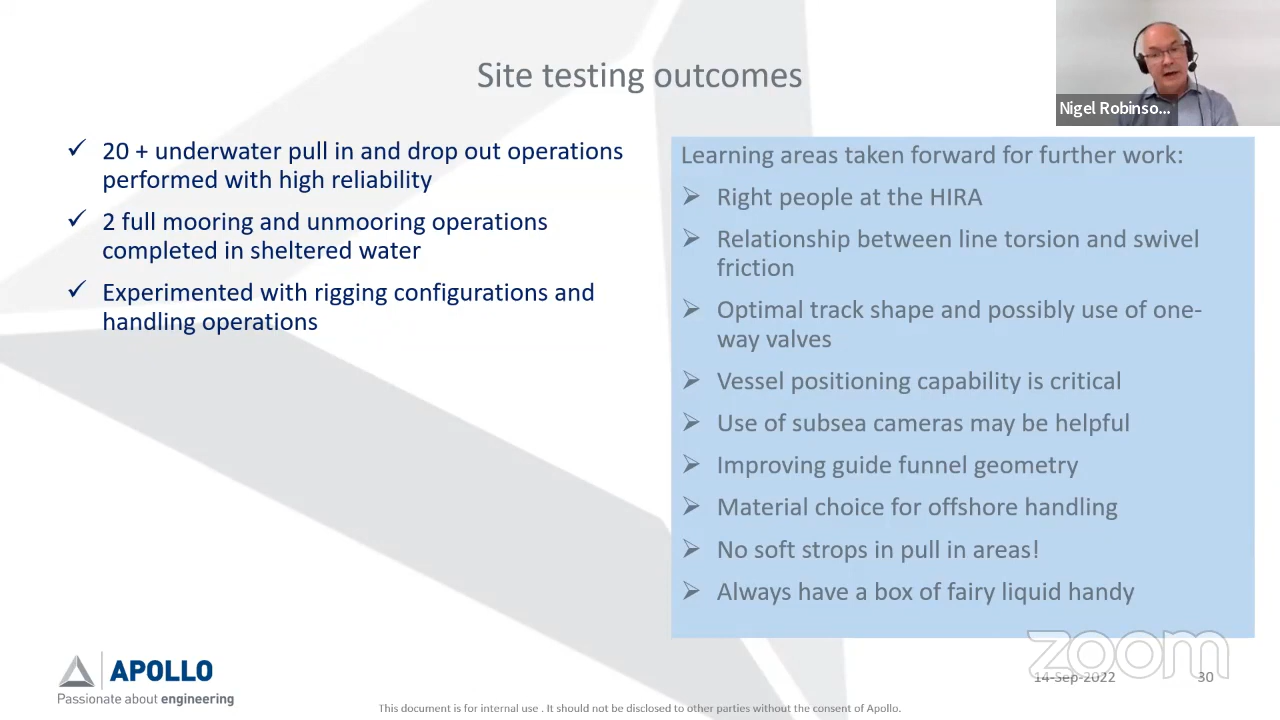 Site testing outcomes
Nigel Robinso...
✓ 20 + underwater pull in and drop out operations
performed with high reliability
✓ 2 full mooring and unmooring operations
completed in sheltered water
✓ Experimented with rigging configurations and
handling operations
Learning areas taken forward for further work:
➢ Right people at the HIRA
➢ Relationship between line torsion and swivel
friction
➢ Optimal track shape and possibly use of one-
way valves
➢ Vessel positioning capability is critical
➢ Use of subsea cameras may be helpful
➢ Improving guide funnel geometry
➢ Material choice for offshore handling
➢ No soft strops in pull in areas!
➢ Always have a box of fairy liquid handy
APOLLO
Passionate about engineering
zoom
14-Sep-2022
30
This document is for internal use . It should not be disclosed to other parties without the consent of Apollo.